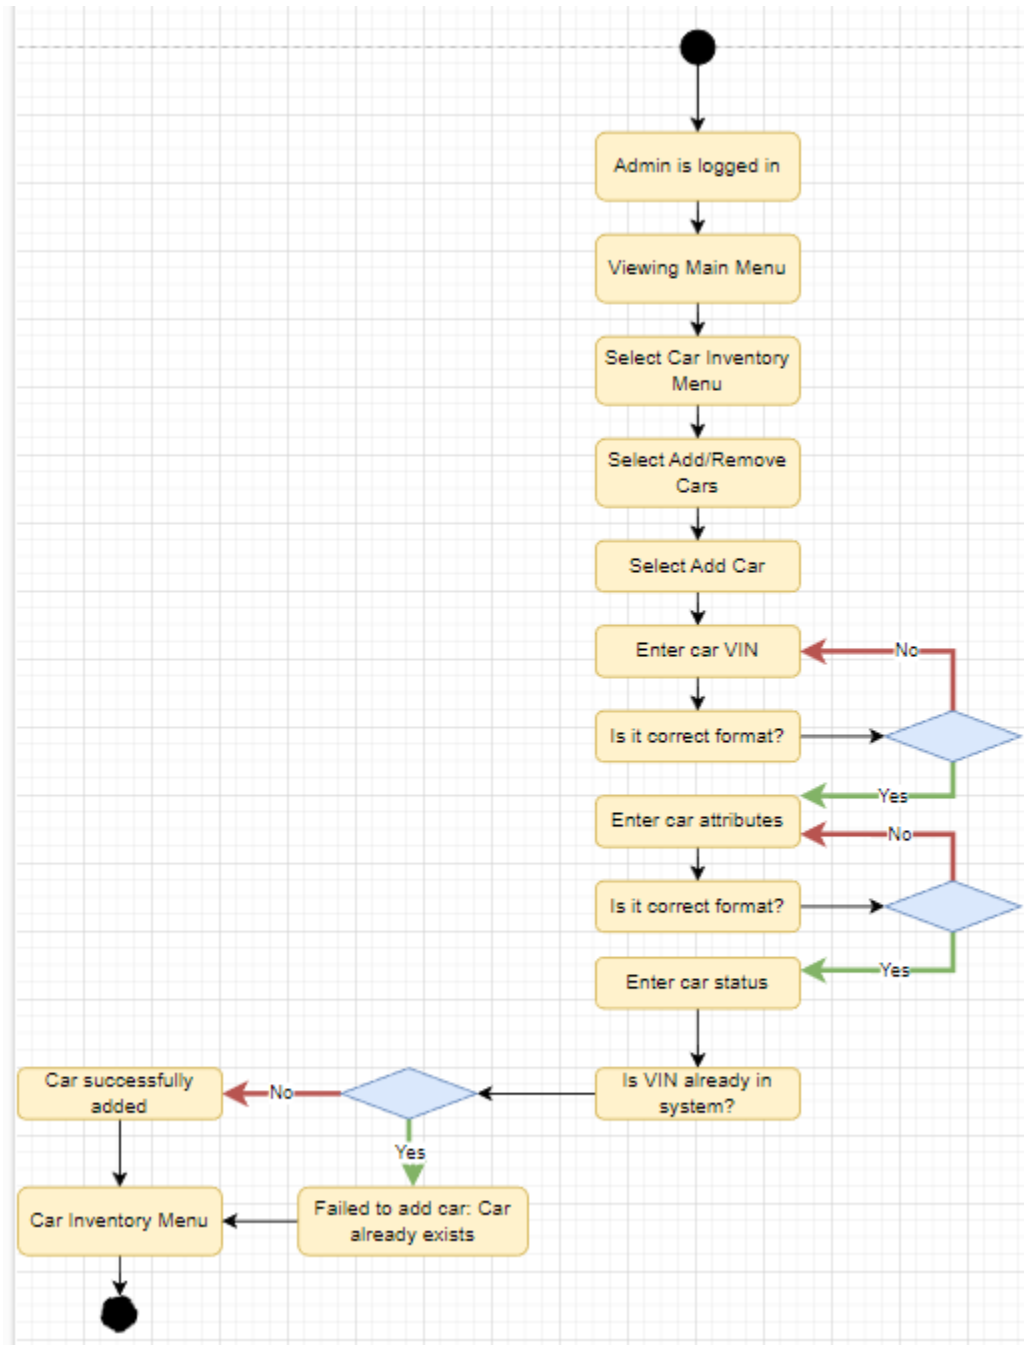 Admin is logged in
Viewing Main Menu
Select Car Inventory
Menu
Select Add/Remove
Cars
Select Add Car
Enter car VIN
No
Is it correct format?
Yes
Enter car attributes
No
Is it correct format?
Yes
Enter car status
Is VIN already in
system?
No
Car successfully
added
Yes
Failed to add car: Car
already exists
Car Inventory Menu